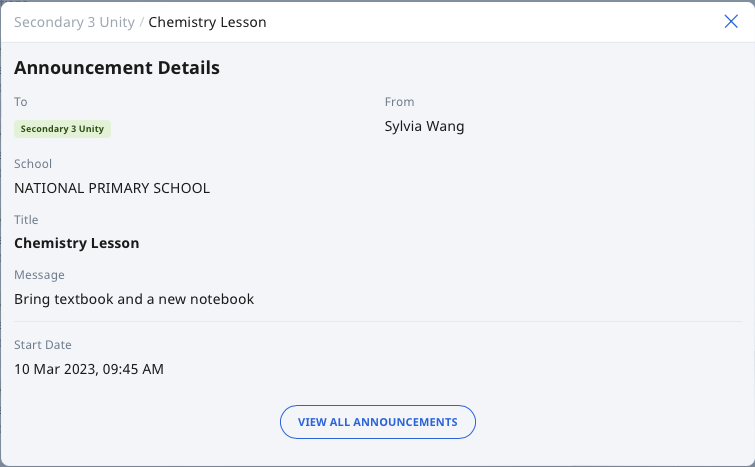 Secondary 3 Unity / Chemistry Lesson
Announcement Details
To
From
Secondary 3 Unity
Sylvia Wang
School
NATIONAL PRIMARY SCHOOL
Title
Chemistry Lesson
Message
Bring textbook and a new notebook
Start Date
10 Mar 2023, 09:45 AM
VIEW ALL ANNOUNCEMENTS